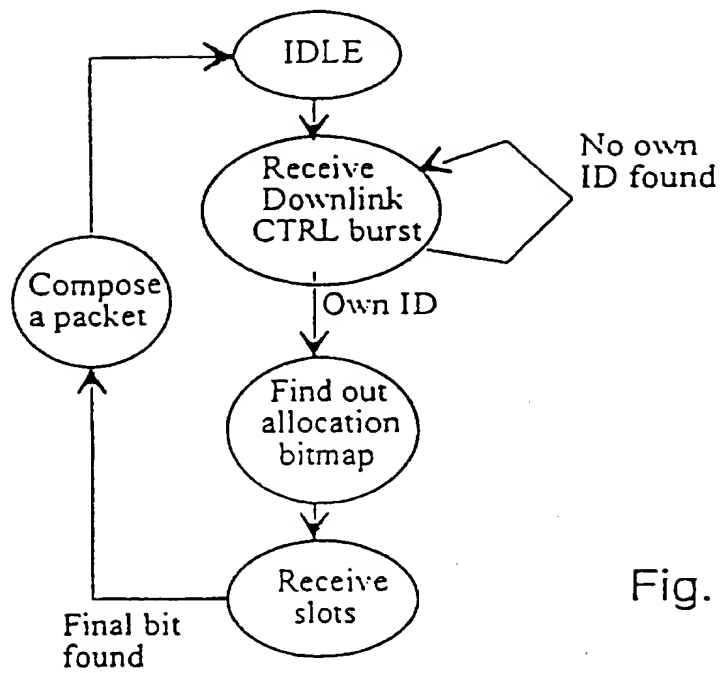 IDLE
Receive
Downlink
CTRL burst
No own
ID found
Own ID
Compose
a packet
Find out
allocation
bitmap
Receive
slots
Final bit
found
Fig.